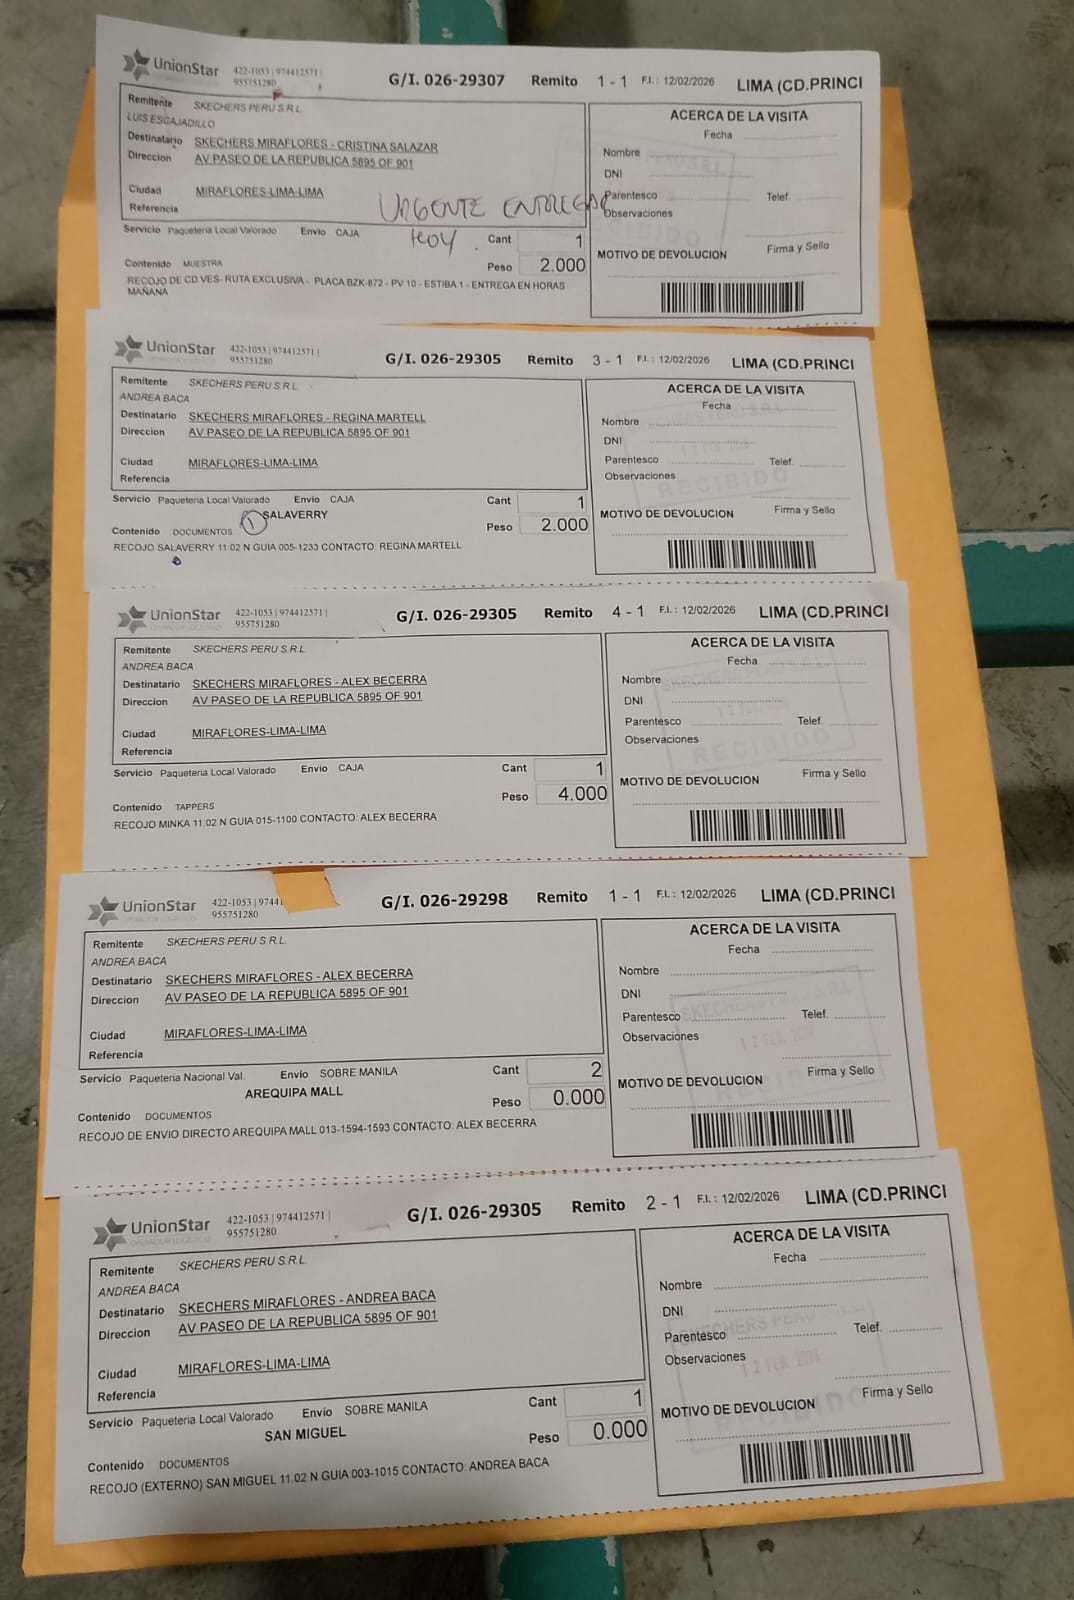 UnionStar 422-1053 | 974412571 | G/I. 026-29307 Remito 1 - 1 F.I. : 12/02/2026 LIMA (CD.PRINCI
955751280
Remitente SKECHERS PERU S.R.L.
LUIS ESCAJADILLO
Destinatario SKECHERS MIRAFLORES - CRISTINA SALAZAR
Direccion AV PASEO DE LA REPUBLICA 5895 OF 901
Ciudad MIRAFLORES-LIMA-LIMA
Referencia
URGENTE ENTREGAR
HOY
Servicio Paqueteria Local Valorado Envio CAJA Cant 1
Contenido MUESTRA Peso 2.000
RECOJO DE CD VES- RUTA EXCLUSIVA - PLACA BZK-872 - PV 10 - ESTIBA 1 - ENTREGA EN HORAS
MAÑANA
ACERCA DE LA VISITA
Fecha
Nombre
DNI
Parentesco Telef.
Observaciones
RECIBIDO
MOTIVO DE DEVOLUCION Firma y Sello
UnionStar 422-1053 | 974412571 | G/I. 026-29305 Remito 3 - 1 F.I. : 12/02/2026 LIMA (CD.PRINCI
955751280
Remitente SKECHERS PERU S.R.L.
ANDREA BACA
Destinatario SKECHERS MIRAFLORES - REGINA MARTELL
Direccion AV PASEO DE LA REPUBLICA 5895 OF 901
Ciudad MIRAFLORES-LIMA-LIMA
Referencia
Servicio Paqueteria Local Valorado Envio CAJA Cant 1
1 SALAVERRY
Contenido DOCUMENTOS Peso 2.000
RECOJO SALAVERRY 11.02 N GUIA 005-1233 CONTACTO: REGINA MARTELL
ACERCA DE LA VISITA
Fecha
Nombre
DNI
Parentesco Telef.
Observaciones
RECIBIDO
MOTIVO DE DEVOLUCION Firma y Sello
UnionStar 422-1053 | 974412571 | G/I. 026-29305 Remito 4 - 1 F.I. : 12/02/2026 LIMA (CD.PRINCI
955751280
Remitente SKECHERS PERU S.R.L.
ANDREA BACA
Destinatario SKECHERS MIRAFLORES - ALEX BECERRA
Direccion AV PASEO DE LA REPUBLICA 5895 OF 901
Ciudad MIRAFLORES-LIMA-LIMA
Referencia
Servicio Paqueteria Local Valorado Envio CAJA Cant 1
Contenido TAPPERS Peso 4.000
RECOJO MINKA 11.02 N GUIA 015-1100 CONTACTO: ALEX BECERRA
ACERCA DE LA VISITA
Fecha
Nombre
SKECHERS
DNI
Parentesco Telef.
Observaciones
RECIBIDO
MOTIVO DE DEVOLUCION Firma y Sello
UnionStar 422-1053 | 97441 G/I. 026-29298 Remito 1 - 1 F.I. : 12/02/2026 LIMA (CD.PRINCI
955751280
Remitente SKECHERS PERU S.R.L.
ANDREA BACA
Destinatario SKECHERS MIRAFLORES - ALEX BECERRA
Direccion AV PASEO DE LA REPUBLICA 5895 OF 901
Ciudad MIRAFLORES-LIMA-LIMA
Referencia
Servicio Paqueteria Nacional Val. Envio SOBRE MANILA Cant 2
AREQUIPA MALL
Contenido DOCUMENTOS Peso 0.000
RECOJO DE ENVIO DIRECTO AREQUIPA MALL 013-1594-1593 CONTACTO: ALEX BECERRA
ACERCA DE LA VISITA
Fecha
Nombre
DNI
Parentesco Telef.
Observaciones
MOTIVO DE DEVOLUCION Firma y Sello
UnionStar 422-1053 | 974412571 | G/I. 026-29305 Remito 2 - 1 F.I. : 12/02/2026 LIMA (CD.PRINCI
OPERADOR LOGISTICO 955751280
Remitente SKECHERS PERU S.R.L.
ANDREA BACA
Destinatario SKECHERS MIRAFLORES - ANDREA BACA
Direccion AV PASEO DE LA REPUBLICA 5895 OF 901
Ciudad MIRAFLORES-LIMA-LIMA
Referencia
Servicio Paqueteria Local Valorado Envio SOBRE MANILA Cant 1
SAN MIGUEL
Contenido DOCUMENTOS Peso 0.000
RECOJO (EXTERNO) SAN MIGUEL 11.02 N GUIA 003-1015 CONTACTO: ANDREA BACA
ACERCA DE LA VISITA
Fecha
Nombre
DNI
Parentesco Telef.
Observaciones
MOTIVO DE DEVOLUCION Firma y Sello